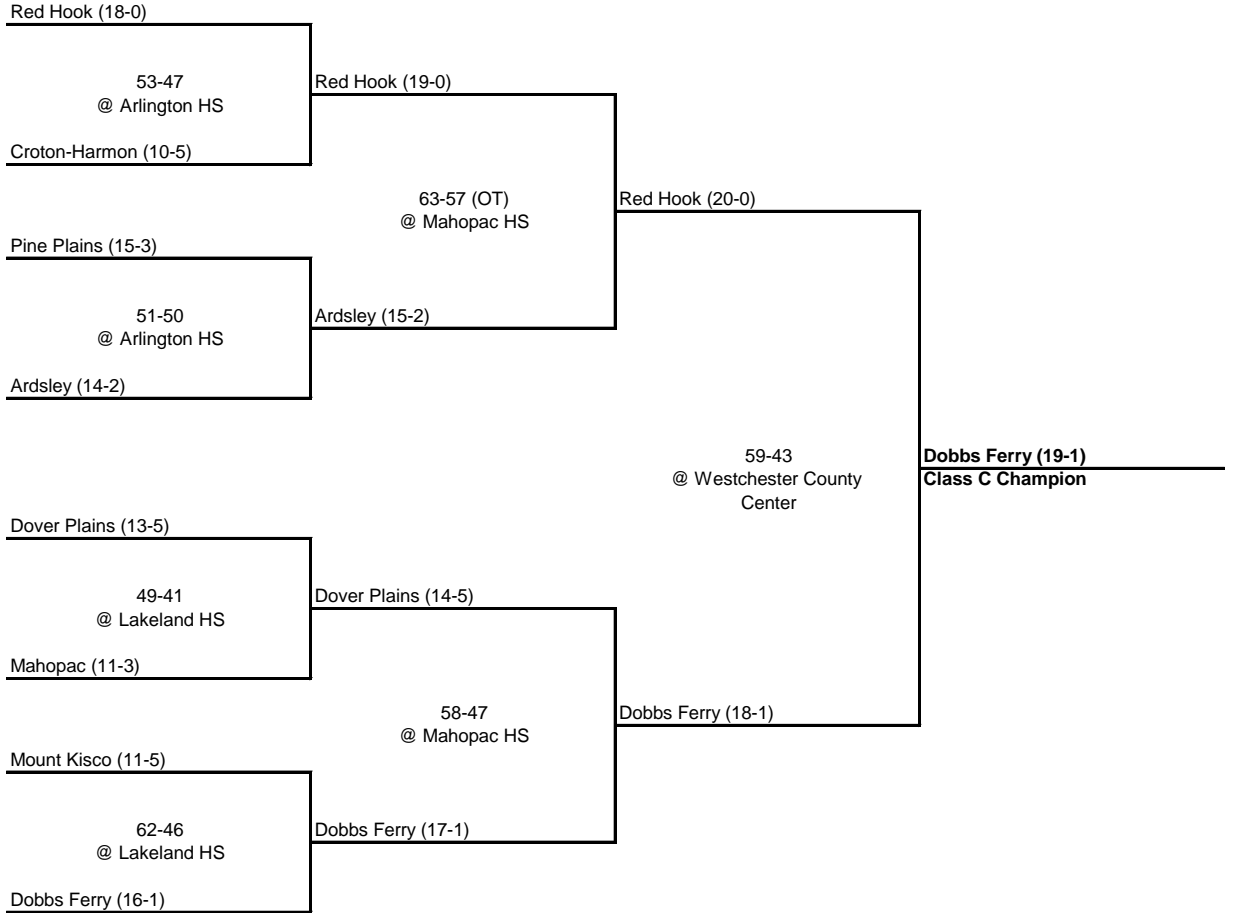 Red Hook (18-0)
53-47
@ Arlington HS
Red Hook (19-0)
Croton-Harmon (10-5)
63-57 (OT)
@ Mahopac HS
Red Hook (20-0)
Pine Plains (15-3)
51-50
@ Arlington HS
Ardsley (15-2)
Ardsley (14-2)
59-43
@ Westchester County
Center
Dobbs Ferry (19-1)
Class C Champion
Dover Plains (13-5)
49-41
@ Lakeland HS
Dover Plains (14-5)
Mahopac (11-3)
58-47
@ Mahopac HS
Dobbs Ferry (18-1)
Mount Kisco (11-5)
62-46
@ Lakeland HS
Dobbs Ferry (17-1)
Dobbs Ferry (16-1)